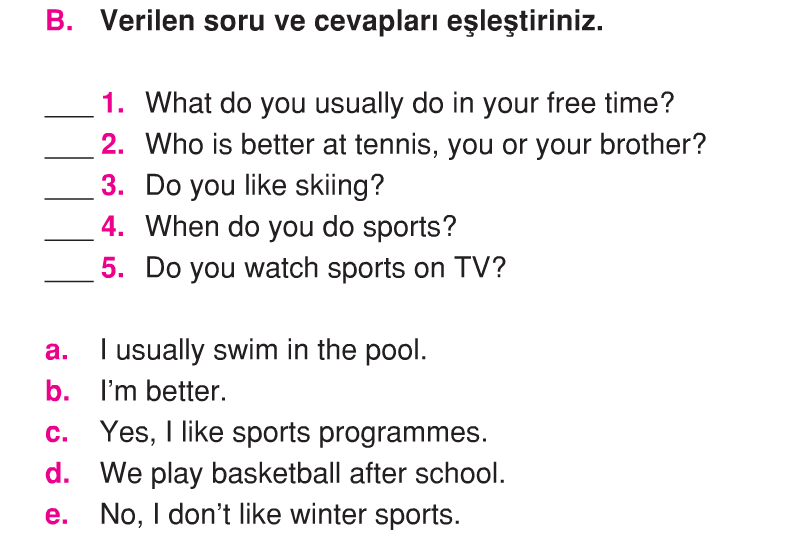 B. Verilen soru ve cevapları eşleştiriniz.
___ 1. What do you usually do in your free time?
___ 2. Who is better at tennis, you or your brother?
___ 3. Do you like skiing?
___ 4. When do you do sports?
___ 5. Do you watch sports on TV?
a. I usually swim in the pool.
b. I'm better.
c. Yes, I like sports programmes.
d. We play basketball after school.
e. No, I don't like winter sports.